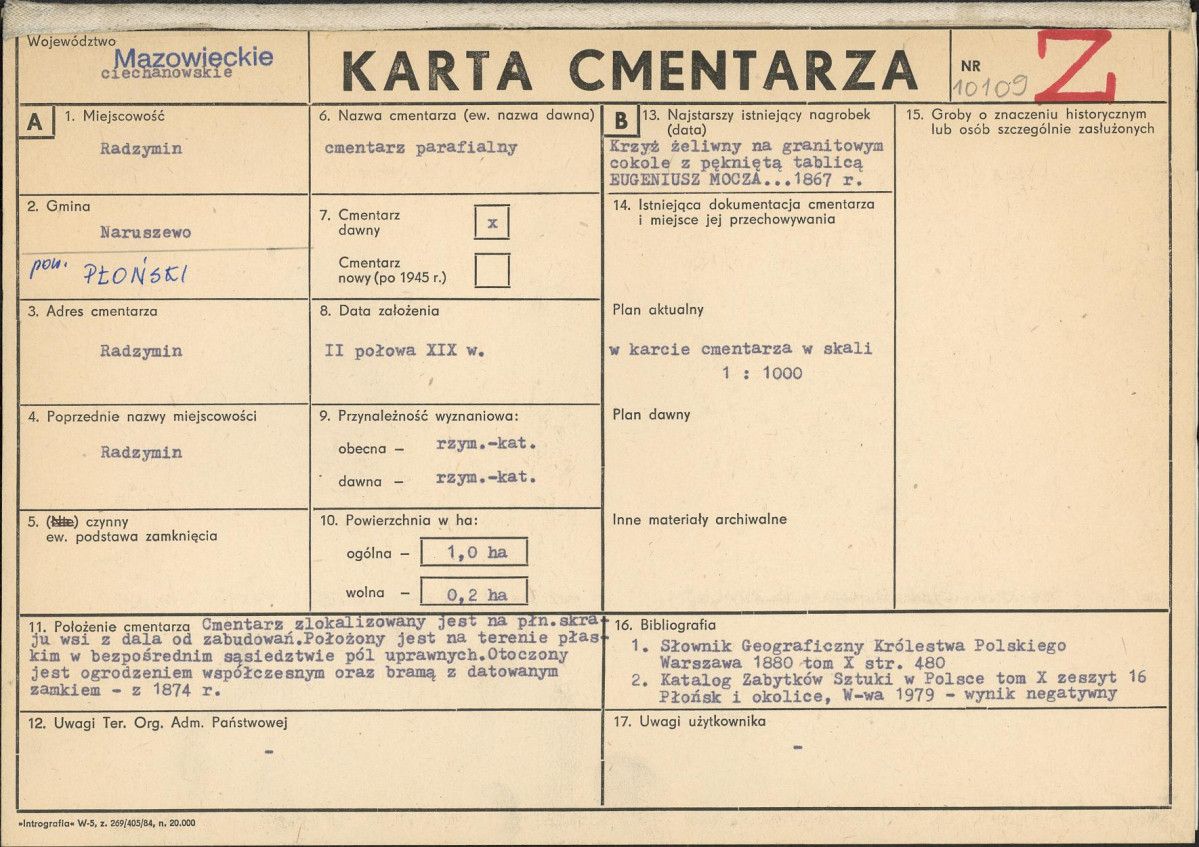 Województwo
Mazowieckie
ciechanowskie
KARTA CMENTARZA
NR
10109
Z
A
1. Miejscowość
Radzymin
2. Gmina
Naruszewo
pow. PŁOŃSKI
3. Adres cmentarza
Radzymin
4. Poprzednie nazwy miejscowości
Radzymin
5. (Nie) czynny
ew. podstawa zamknięcia
6. Nazwa cmentarza (ew. nazwa dawna)
cmentarz parafialny
7. Cmentarz
dawny
x
Cmentarz
nowy (po 1945 r.)
8. Data założenia
II połowa XIX w.
9. Przynależność wyznaniowa:
obecna – rzym.-kat.
dawna – rzym.-kat.
10. Powierzchnia w ha:
ogólna – 1,0 ha
wolna – 0,2 ha
B
13. Najstarszy istniejący nagrobek
(data)
Krzyż żeliwny na granitowym
cokole z pękniętą tablicą
EUGENIUSZ MOCZA...1867 r.
14. Istniejąca dokumentacja cmentarza
i miejsce jej przechowywania
Plan aktualny
w karcie cmentarza w skali
1 : 1000
Plan dawny
Inne materiały archiwalne
15. Groby o znaczeniu historycznym
lub osób szczególnie zasłużonych
11. Położenie cmentarza Cmentarz zlokalizowany jest na płn.skra-
ju wsi z dala od zabudowań.Położony jest na terenie płas-
kim w bezpośrednim sąsiedztwie pól uprawnych.Otoczony
jest ogrodzeniem współczesnym oraz bramą z datowanym
zamkiem - z 1874 r.
12. Uwagi Ter. Org. Adm. Państwowej
-
16. Bibliografia
1. Słownik Geograficzny Królestwa Polskiego
Warszawa 1880 tom X str. 480
2. Katalog Zabytków Sztuki w Polsce tom X zeszyt 16
Płońsk i okolice, W-wa 1979 - wynik negatywny
17. Uwagi użytkownika
-
»Intrografia« W-5, z. 269/405/84, n. 20.000